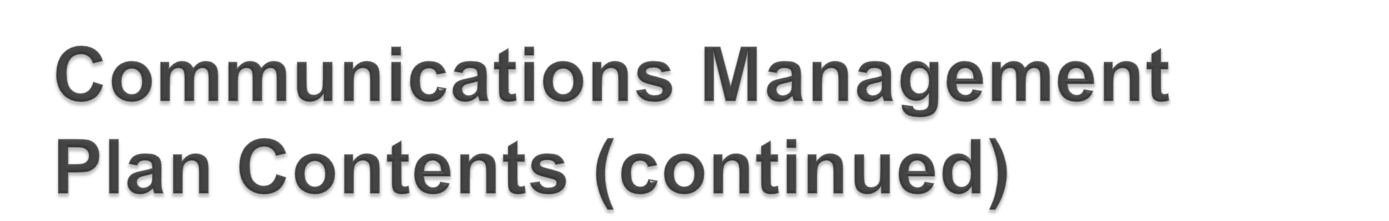 Communications Management
Plan Contents (continued)